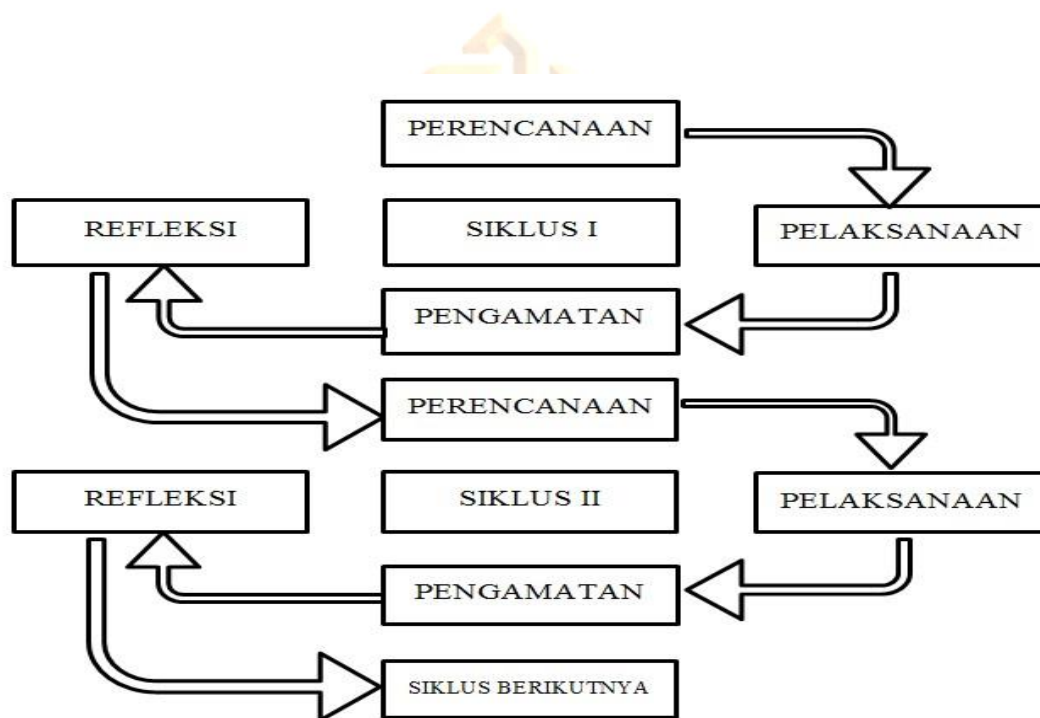 PERENCANAAN
REFLEKSI
SIKLUS I
PELAKSANAAN
PENGAMATAN
PERENCANAAN
REFLEKSI
SIKLUS II
PELAKSANAAN
PENGAMATAN
SIKLUS BERIKUTNYA